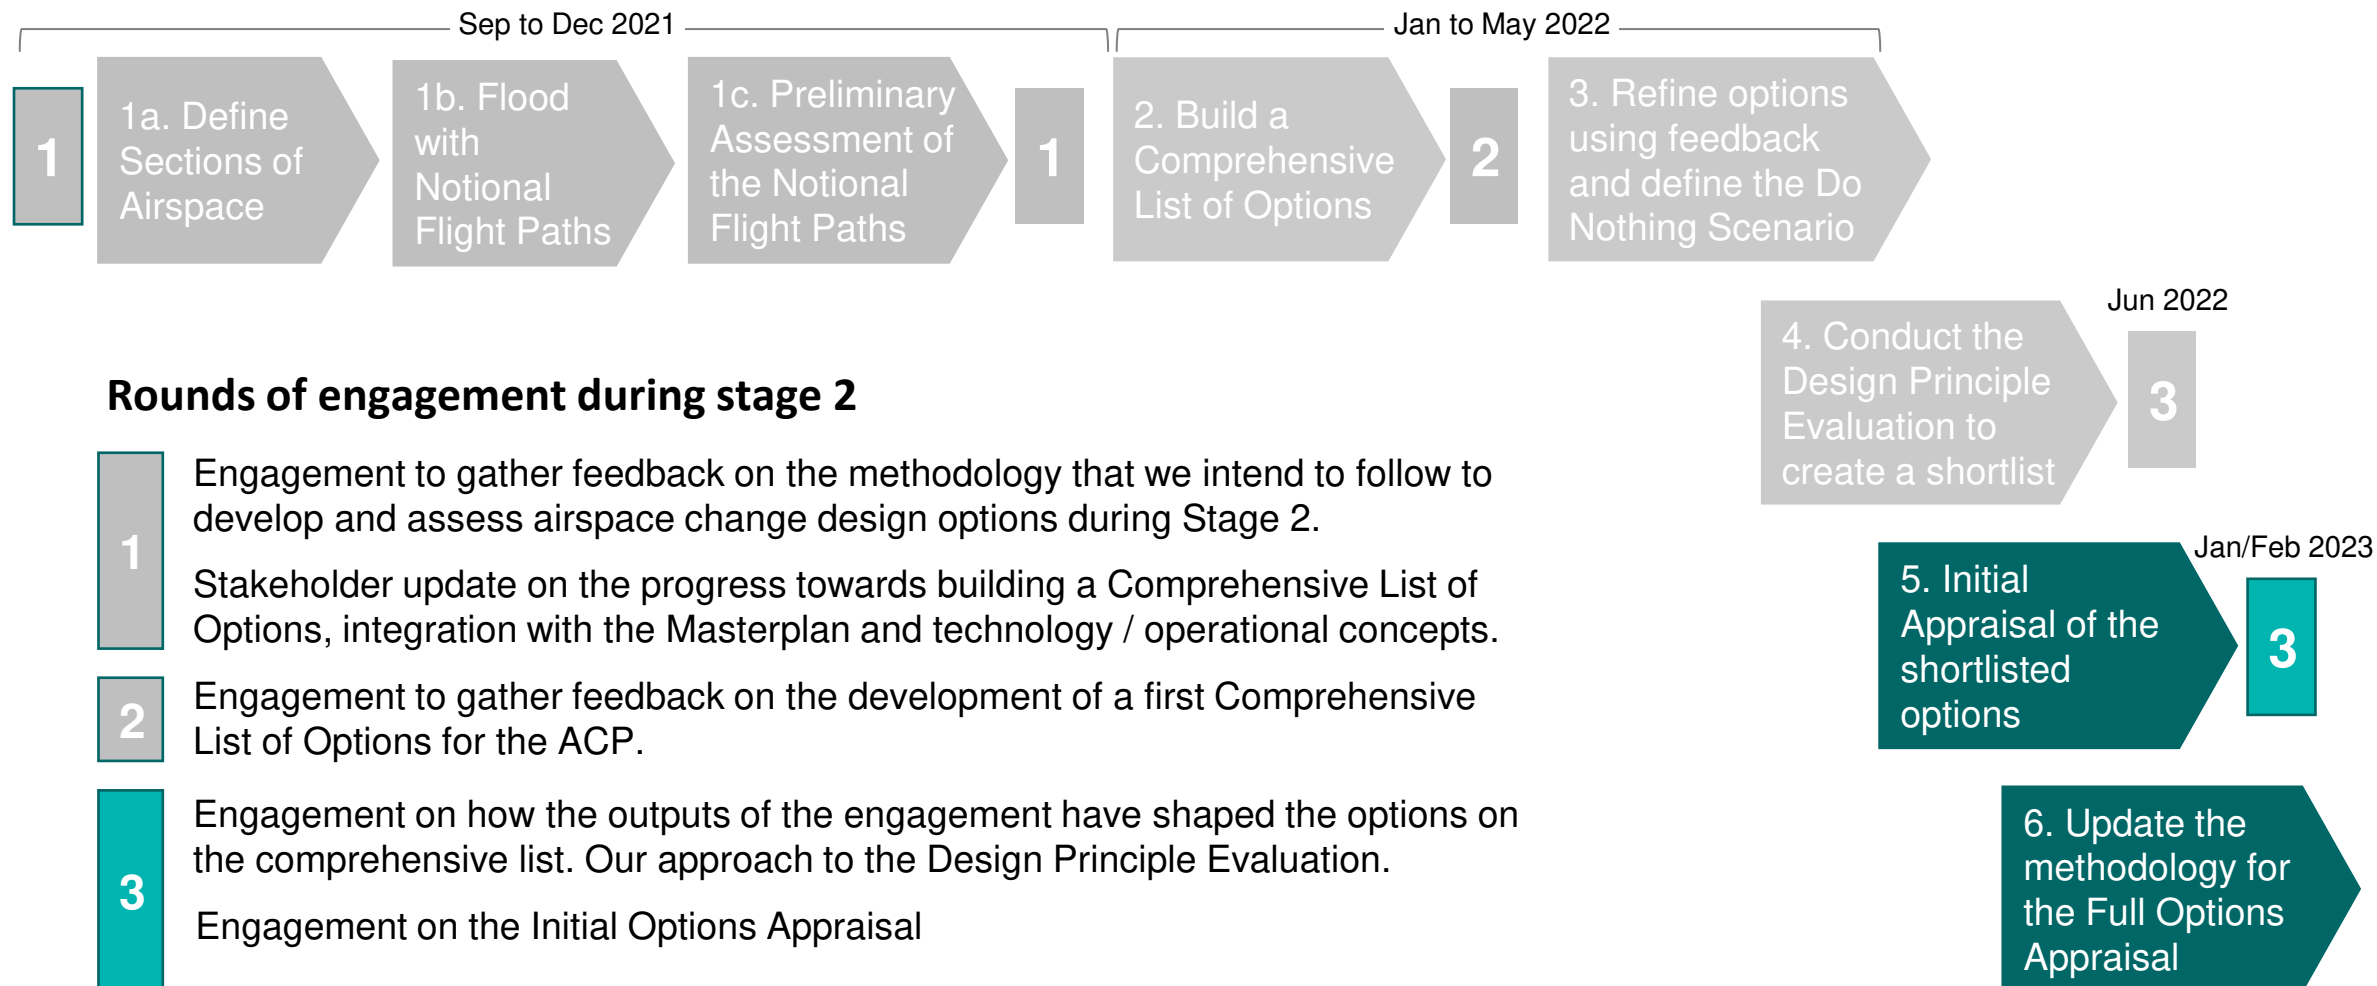 Sep to Dec 2021
Jan to May 2022
1
1a. Define
Sections of
Airspace
1b. Flood
with
Notional
Flight Paths
1c. Preliminary
Assessment of
the Notional
Flight Paths
1
2. Build a
Comprehensive
List of Options
2
3. Refine options
using feedback
and define the Do
Nothing Scenario
Jun 2022
4. Conduct the
Design Principle
Evaluation to
create a shortlist
3
Rounds of engagement during stage 2
1
Engagement to gather feedback on the methodology that we intend to follow to
develop and assess airspace change design options during Stage 2.
Stakeholder update on the progress towards building a Comprehensive List of
Options, integration with the Masterplan and technology / operational concepts.
2
Engagement to gather feedback on the development of a first Comprehensive
List of Options for the ACP.
3
Engagement on how the outputs of the engagement have shaped the options on
the comprehensive list. Our approach to the Design Principle Evaluation.
Engagement on the Initial Options Appraisal
Jan/Feb 2023
5. Initial
Appraisal of the
shortlisted
options
3
6. Update the
methodology for
the Full Options
Appraisal